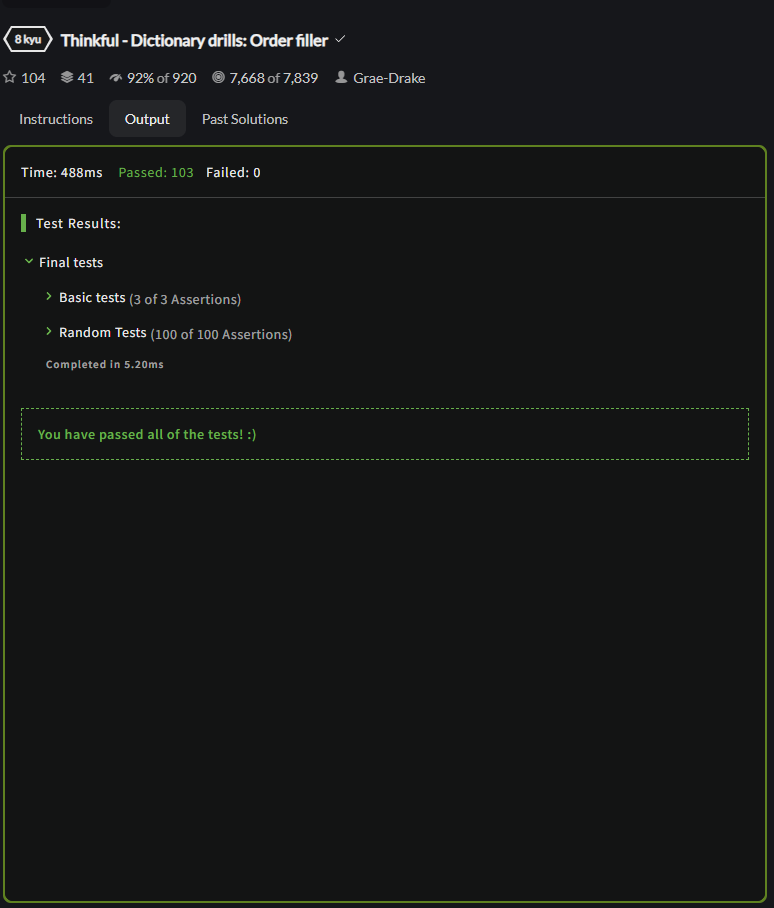 8 kyu Thinkful - Dictionary drills: Order filler
104 41 92% of 920 7,668 of 7,839 Grae-Drake
Instructions Output Past Solutions
Time: 488ms Passed: 103 Failed: 0
Test Results:
Final tests
Basic tests (3 of 3 Assertions)
Random Tests (100 of 100 Assertions)
Completed in 5.20ms
You have passed all of the tests! :)